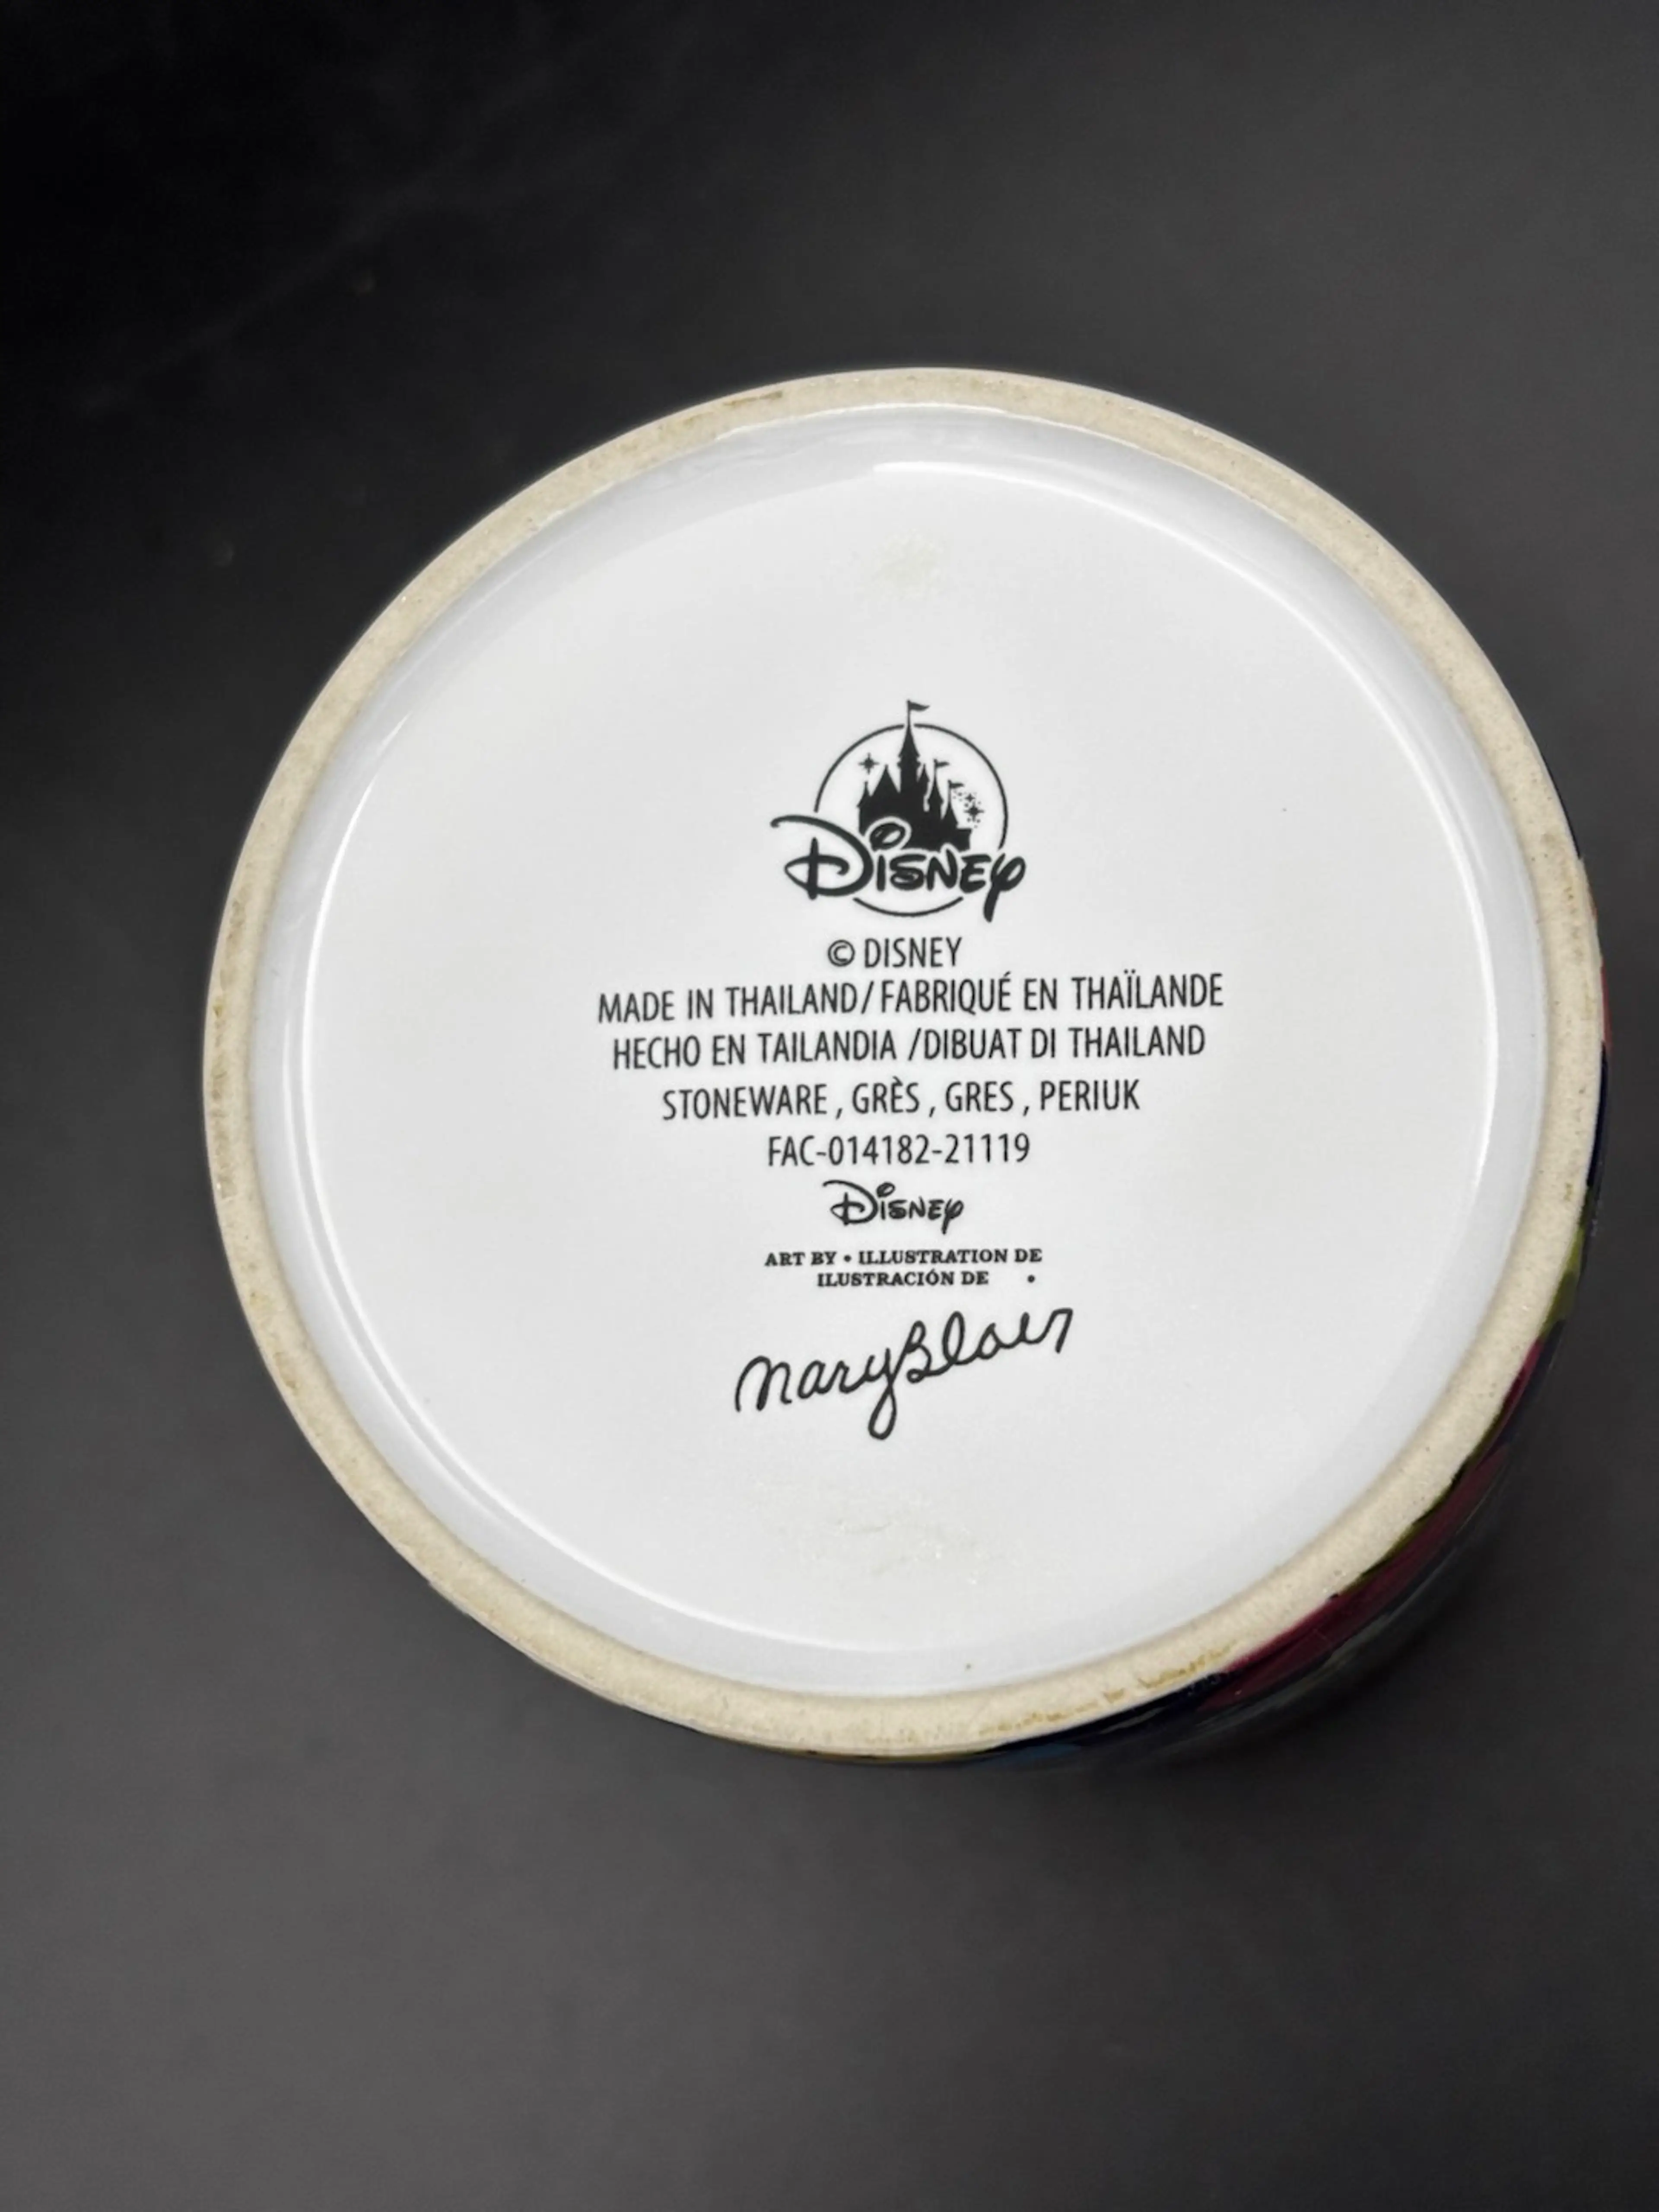 Disney
© DISNEY
MADE IN THAILAND/FABRIQUÉ EN THAÏLANDE
HECHO EN TAILANDIA /DIBUAT DI THAILAND
STONEWARE , GRÈS , GRES , PERIUK
FAC-014182-21119
Disney
ART BY • ILLUSTRATION DE
ILUSTRACIÓN DE •
Mary Blair